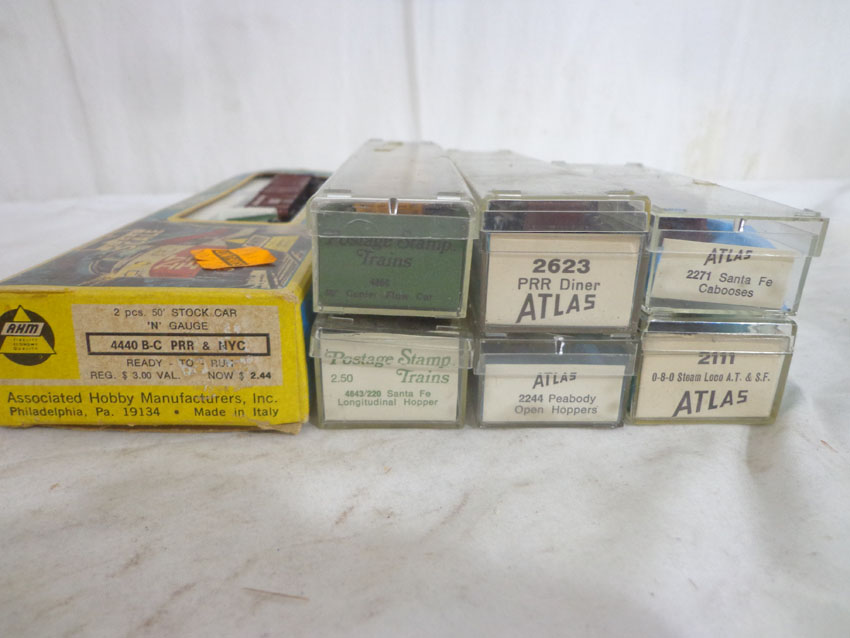 AHM
2 pcs. 50' STOCK CAR
'N' GAUGE
4440 B-C PRR & NYC
READY - TO - RUN
REG. $ 3.00 VAL. NOW $ 2.44
Associated Hobby Manufacturers, Inc.
Philadelphia, Pa. 19134 • Made in Italy
Postage Stamp
Trains
Center Flow Car
2623
PRR Diner
ATLAS
ATLAS
2271 Santa Fe
Cabooses
Postage Stamp
2.50 Trains
4843/220 Santa Fe
Longitudinal Hopper
ATLAS
2244 Peabody
Open Hoppers
2111
0-8-0 Steam Loco A.T. & S.F.
ATLAS